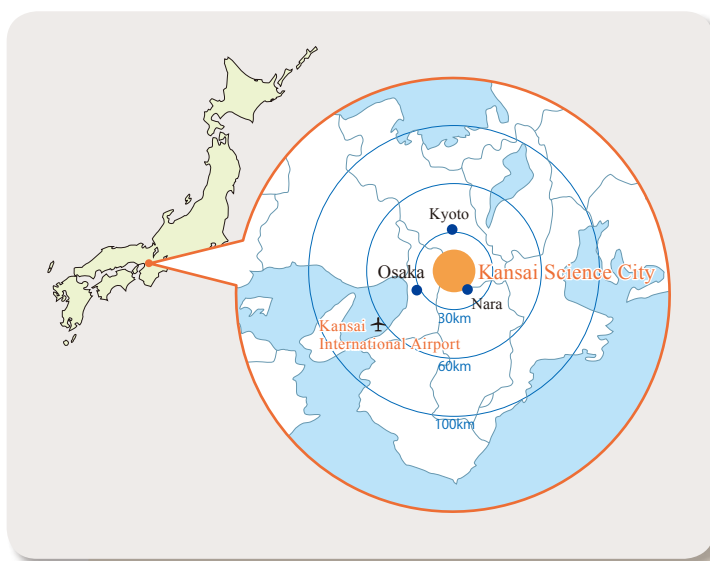 Kyoto
Osaka
Kansai Science City
Nara
30km
Kansai
International Airport
60km
100km